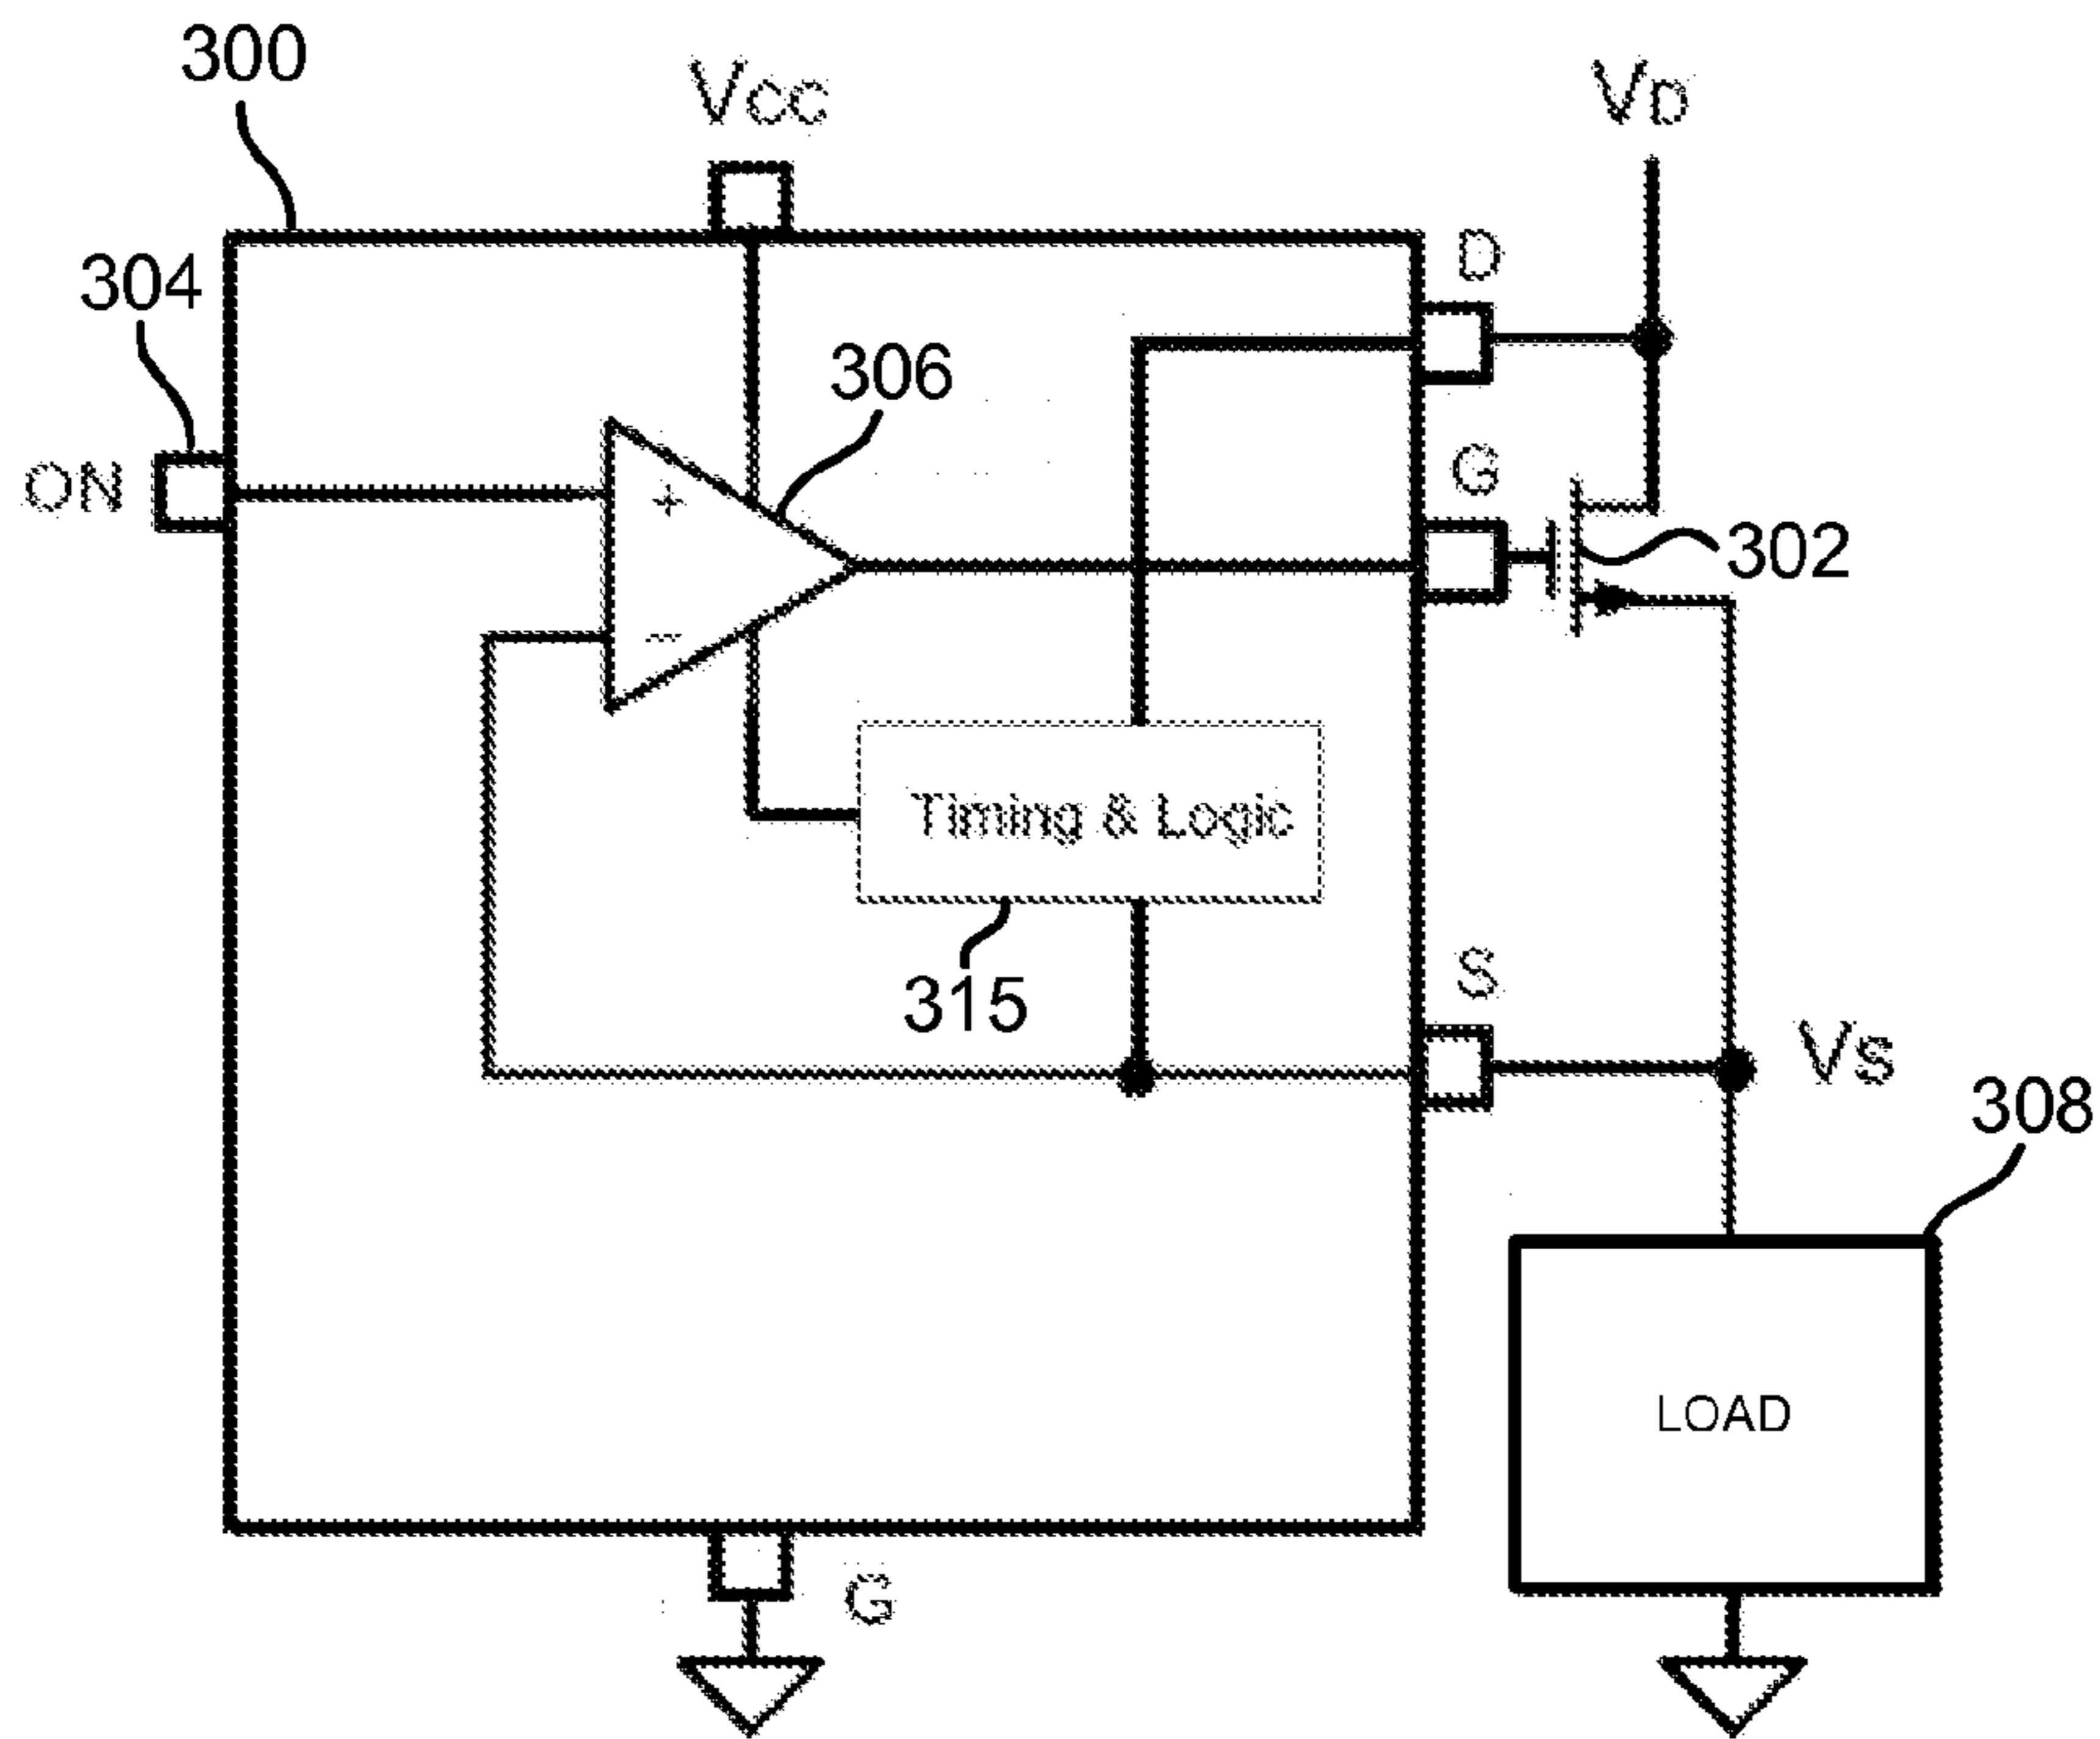 300
Vcc
VD
304
D
306
ON
G
+
302
−
Timing & Logic
315
S
Vs
308
LOAD
G